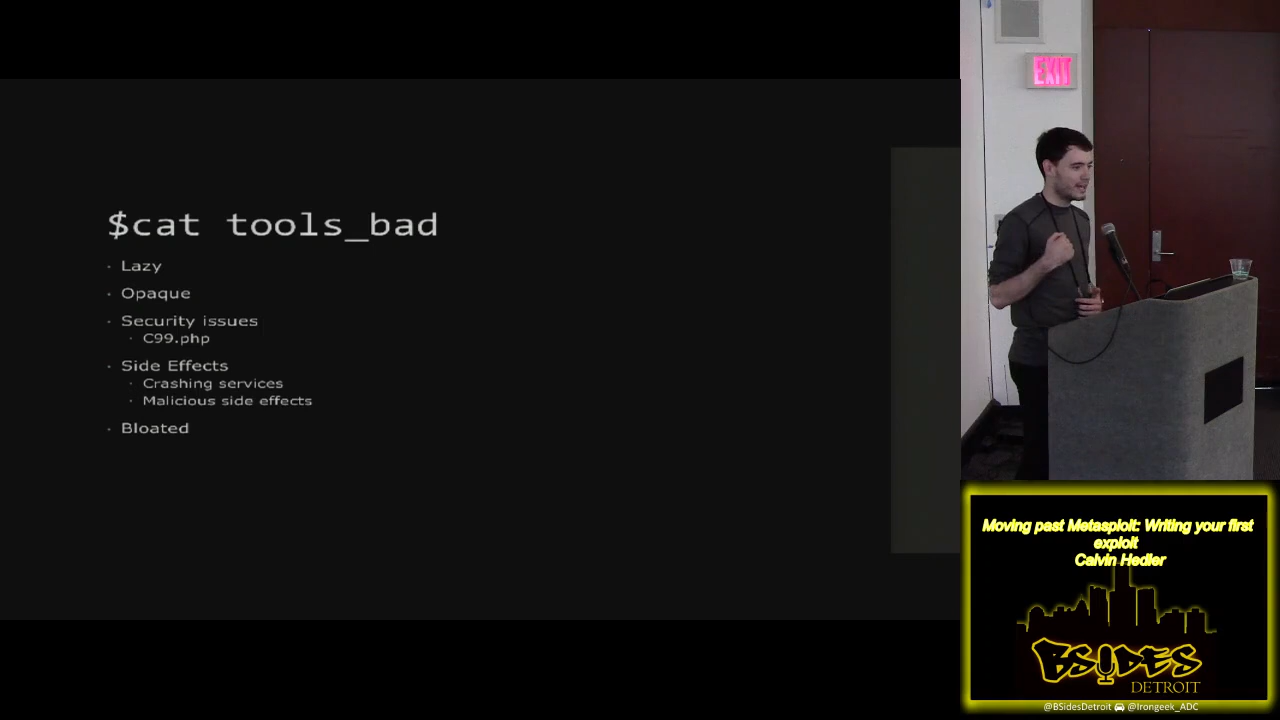 $cat tools_bad
Lazy
Opaque
Security issues
C99.php
Side Effects
Crashing services
Malicious side effects
Bloated
EXIT
Moving past Metasploit: Writing your first
exploit
Calvin Hedler
BSIDES
DETROIT
@BSidesDetroit @Irongeek_ADC